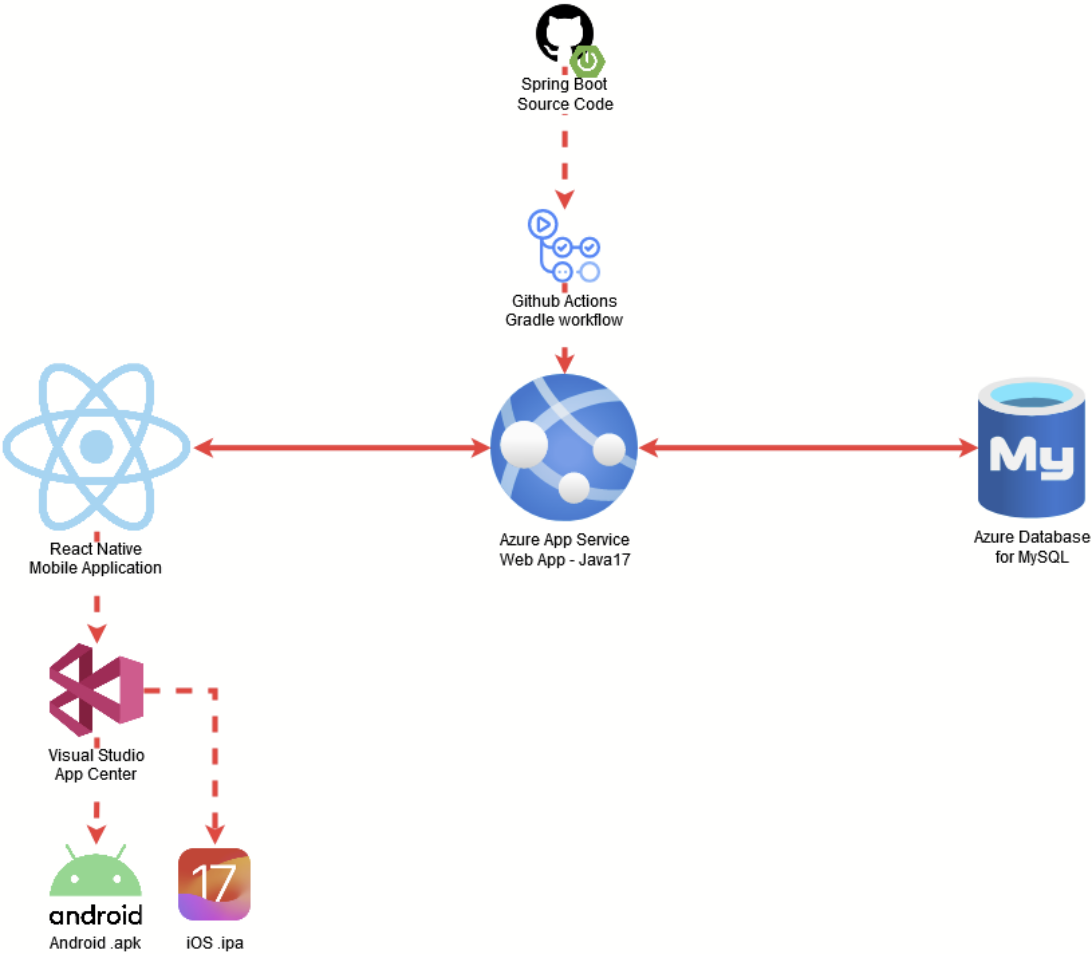 Spring Boot
Source Code
Github Actions
Gradle workflow
My
React Native
Mobile Application
Azure App Service
Web App - Java17
Azure Database
for MySQL
Visual Studio
App Center
android
Android .apk
17
iOS .ipa